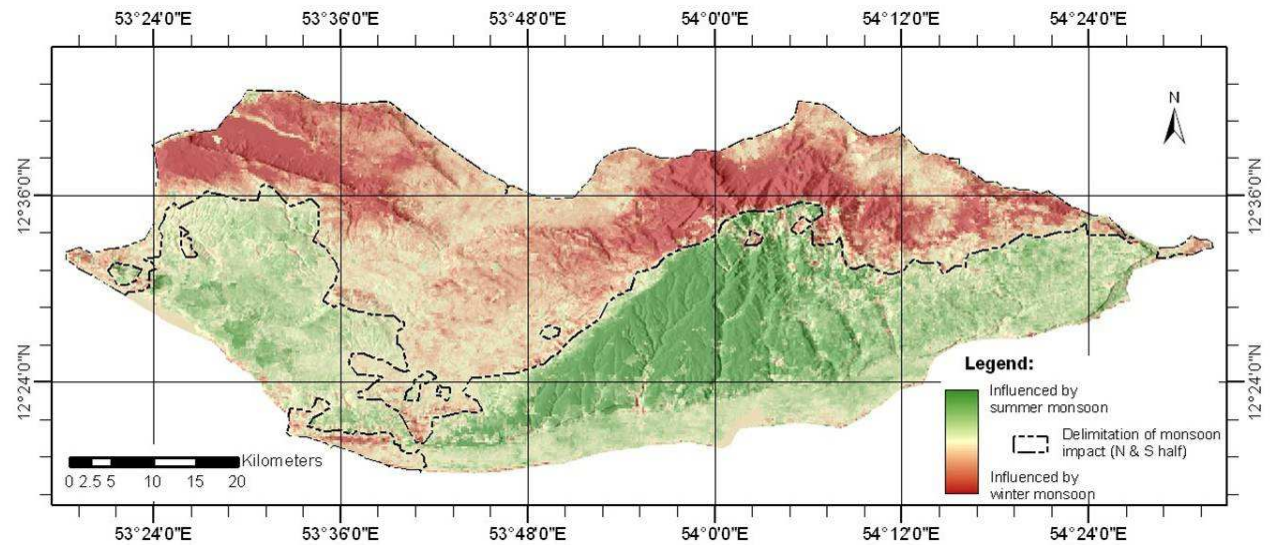 53°24'0"E 53°36'0"E 53°48'0"E 54°0'0"E 54°12'0"E 54°24'0"E
N
12°36'0"N 12°36'0"N
12°24'0"N 12°24'0"N
Legend:
Influenced by
summer monsoon
Delimitation of monsoon
impact (N & S half)
Influenced by
winter monsoon
Kilometers
0 2.5 5 10 15 20
53°24'0"E 53°36'0"E 53°48'0"E 54°0'0"E 54°12'0"E 54°24'0"E